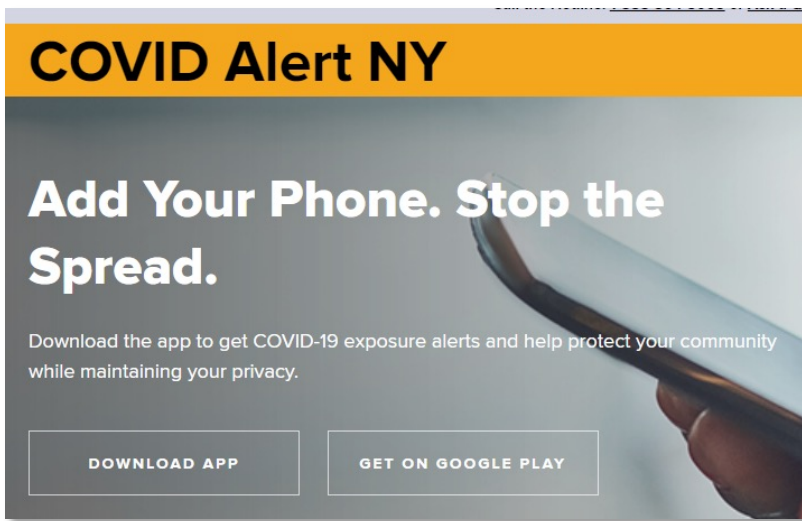 COVID Alert NY
Add Your Phone. Stop the
Spread.
Download the app to get COVID-19 exposure alerts and help protect your community
while maintaining your privacy.
DOWNLOAD APP
GET ON GOOGLE PLAY